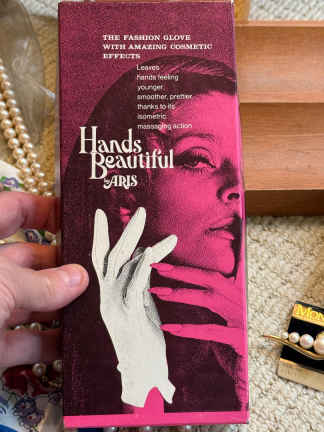 THE FASHION GLOVE
WITH AMAZING COSMETIC
EFFECTS
Leaves
hands feeling
younger,
smoother, prettier
thanks to its
isometric
massaging action
Hands
Beautiful
by ARIS